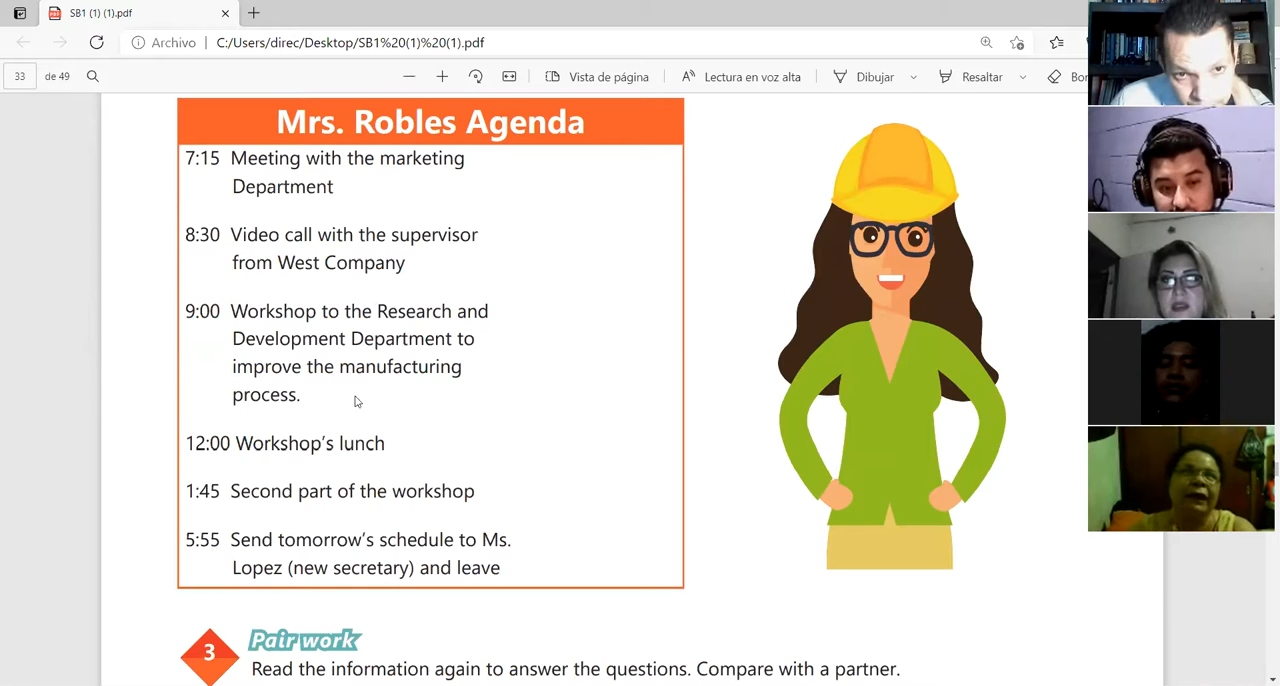 SB1 (1) (1).pdf
Archivo
C:/Users/direc/Desktop/SB1%20(1)%20(1).pdf
33
de 49
Vista de página
Lectura en voz alta
Dibujar
Resaltar
Mrs. Robles Agenda
7:15 Meeting with the marketing
Department
8:30 Video call with the supervisor
from West Company
9:00 Workshop to the Research and
Development Department to
improve the manufacturing
process.
12:00 Workshop's lunch
1:45 Second part of the workshop
5:55 Send tomorrow's schedule to Ms.
Lopez (new secretary) and leave
3
Pair work
Read the information again to answer the questions. Compare with a partner.